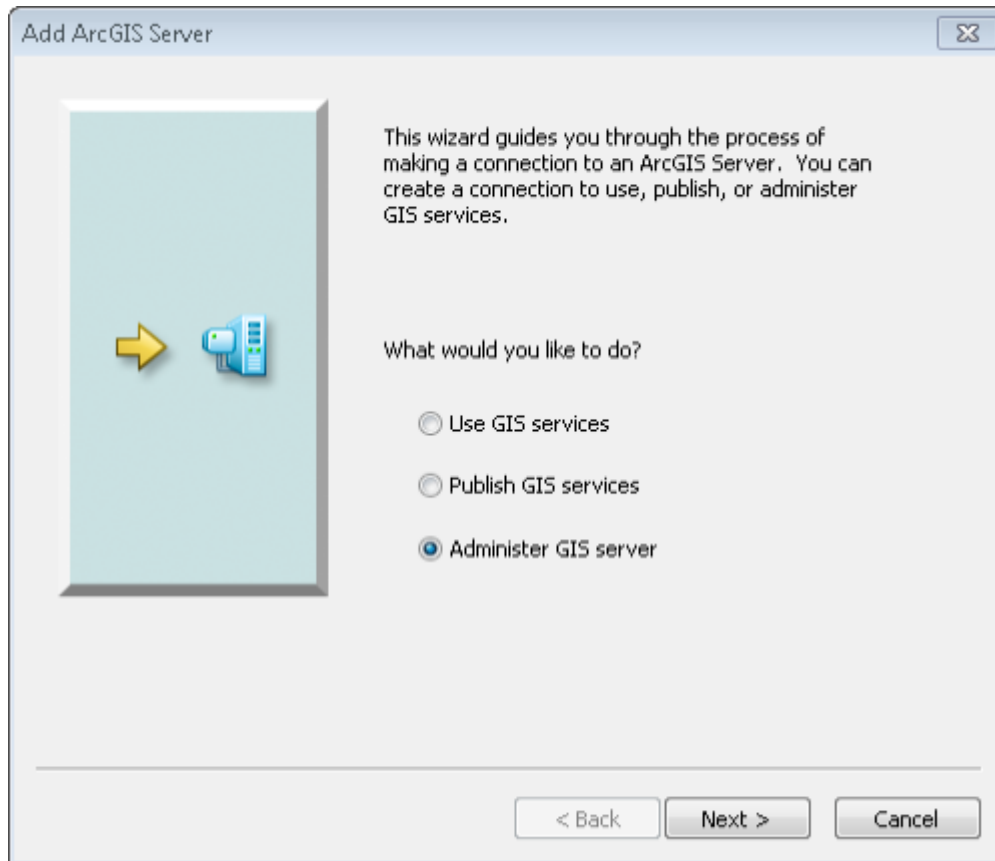 Add ArcGIS Server
This wizard guides you through the process of
making a connection to an ArcGIS Server.  You can
create a connection to use, publish, or administer
GIS services.
What would you like to do?
Use GIS services
Publish GIS services
Administer GIS server
< Back
Next >
Cancel